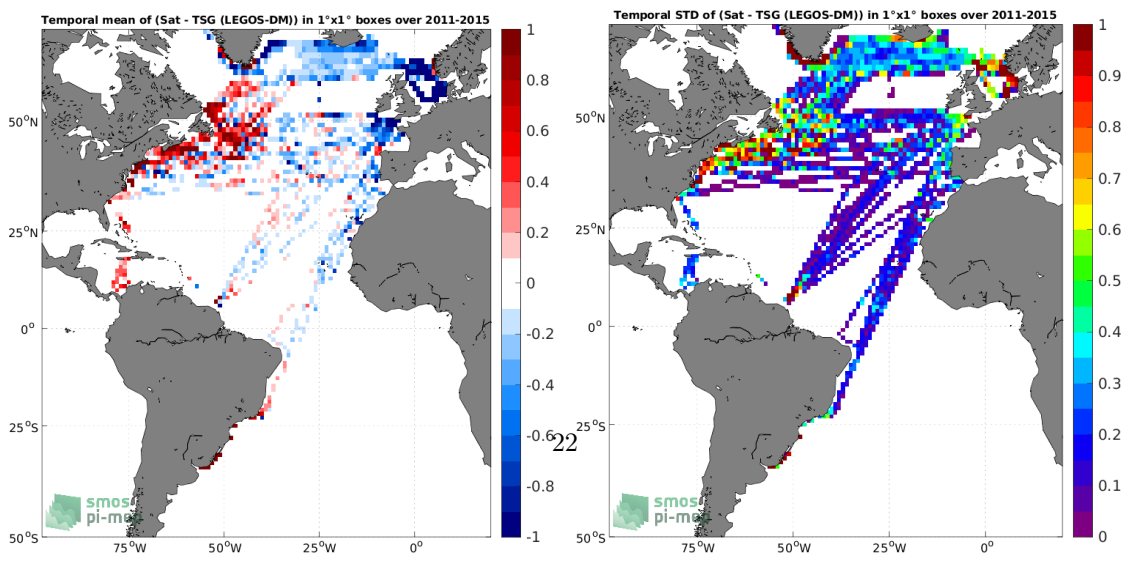 Temporal mean of (Sat - TSG (LEGOS-DM)) in 1°x1° boxes over 2011-2015
50°N
25°N
0°
25°S
50°S
75°W
50°W
25°W
0°
1
0.8
0.6
0.4
0.2
0
-0.2
-0.4
-0.6
-0.8
-1
smos
pi-mep
22
Temporal STD of (Sat - TSG (LEGOS-DM)) in 1°x1° boxes over 2011-2015
50°N
25°N
0°
25°S
50°S
75°W
50°W
25°W
0°
1
0.9
0.8
0.7
0.6
0.5
0.4
0.3
0.2
0.1
0
smos
pi-mep